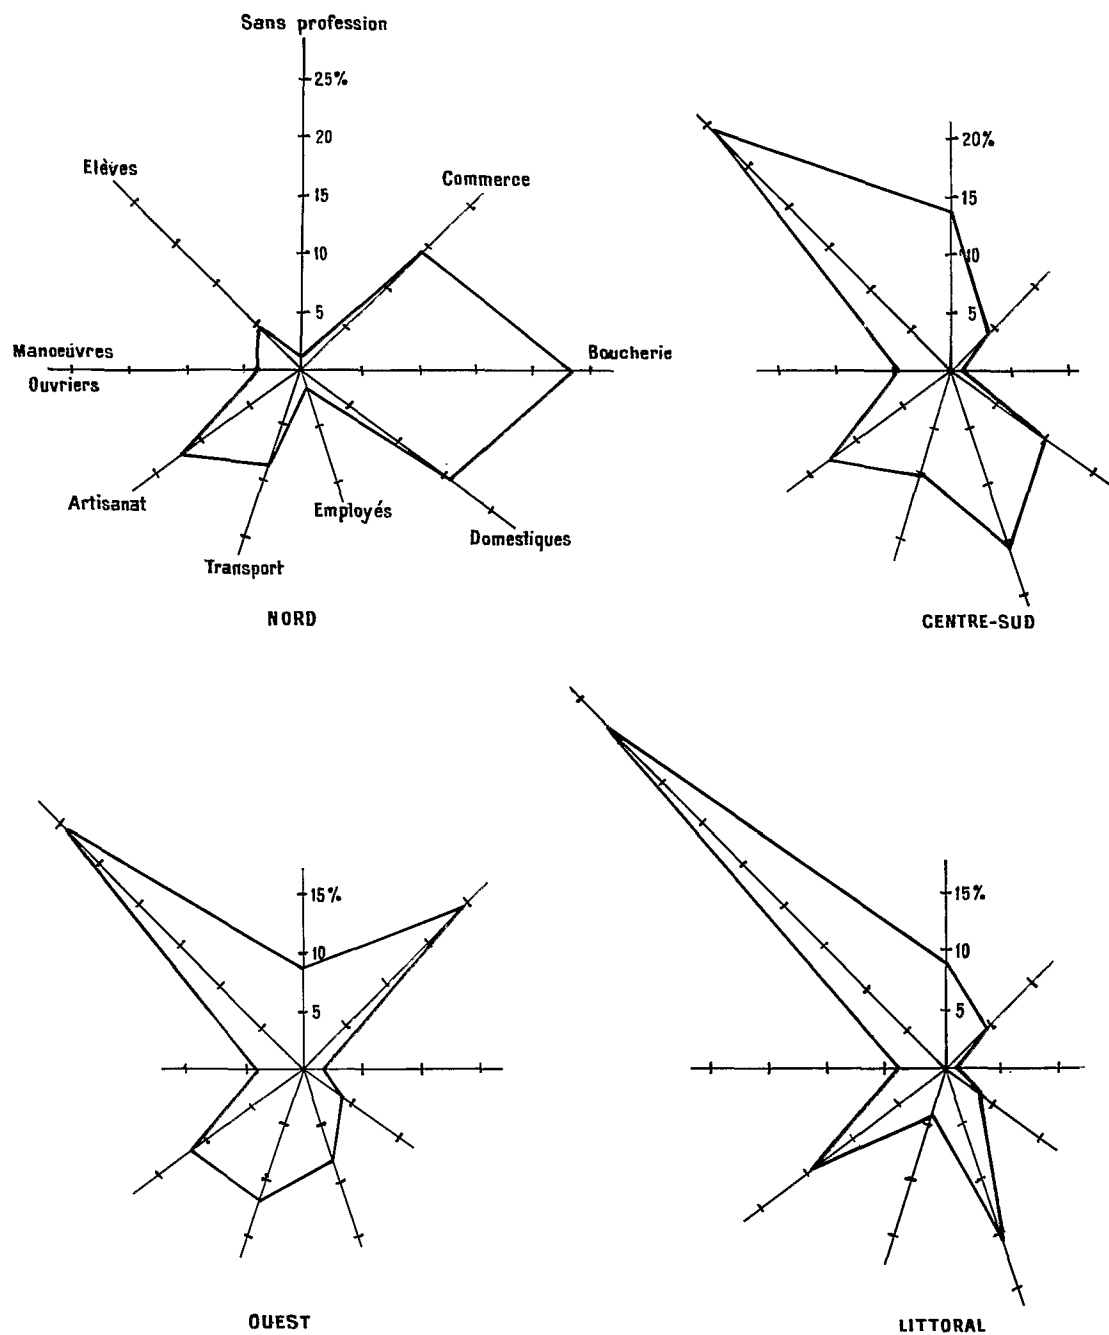 Sans profession
25%
20
15
10
5
Elèves
Commerce
Manoeuvres
Ouvriers
Boucherie
Artisanat
Transport
Employés
Domestiques
NORD
20%
15
10
5
CENTRE-SUD
15%
10
5
OUEST
15%
10
5
LITTORAL